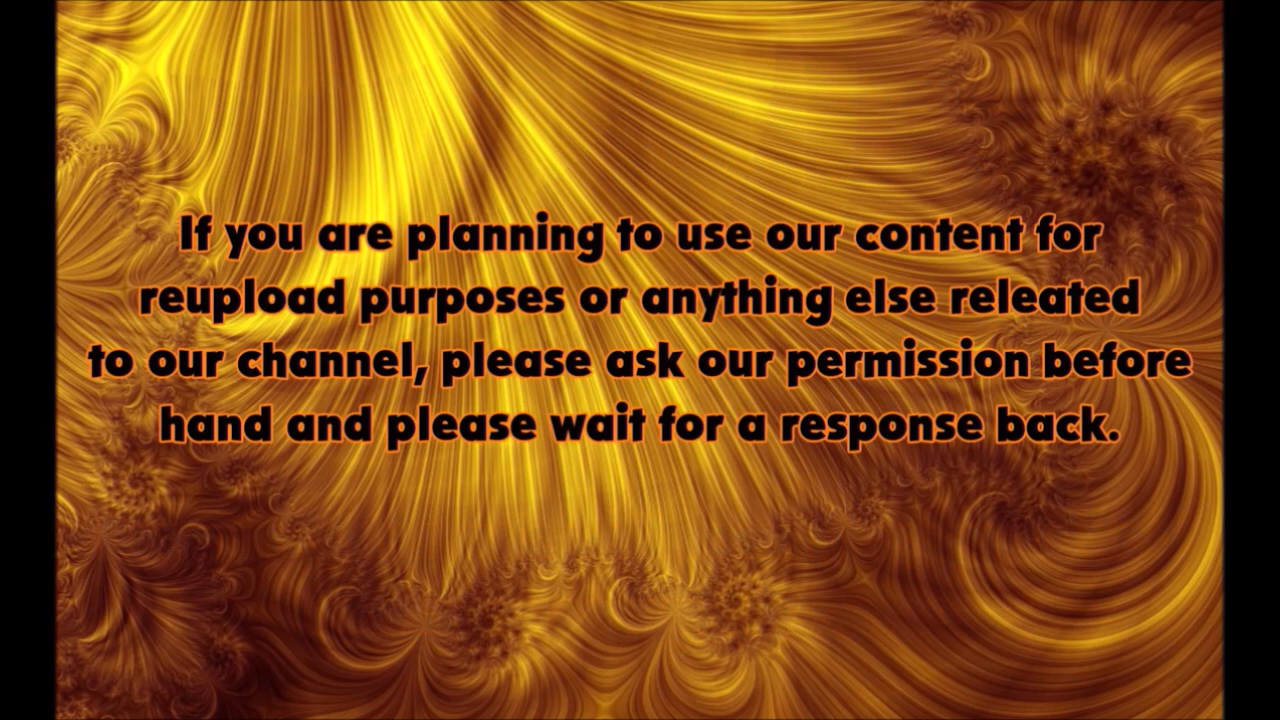 If you are planning to use our content for
reupload purposes or anything else releated
to our channel, please ask our permission before
hand and please wait for a response back.